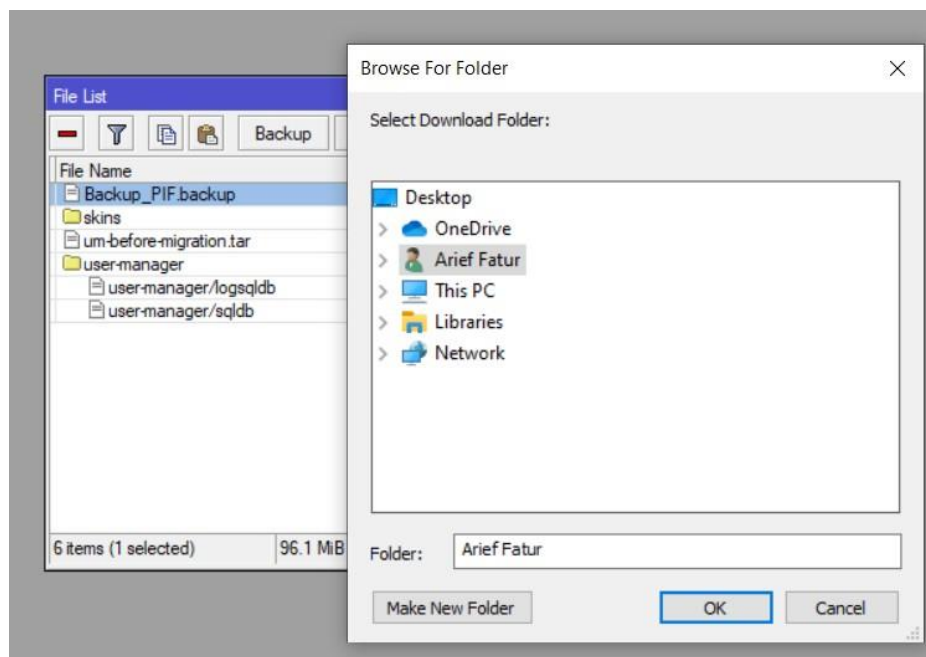 File List
Backup
File Name
Backup_PIF.backup
skins
um-before-migration.tar
user-manager
user-manager/logsqldb
user-manager/sqldb
6 items (1 selected)
96.1 MiB
Browse For Folder
Select Download Folder:
Desktop
OneDrive
Arief Fatur
This PC
Libraries
Network
Folder:
Arief Fatur
Make New Folder
OK
Cancel